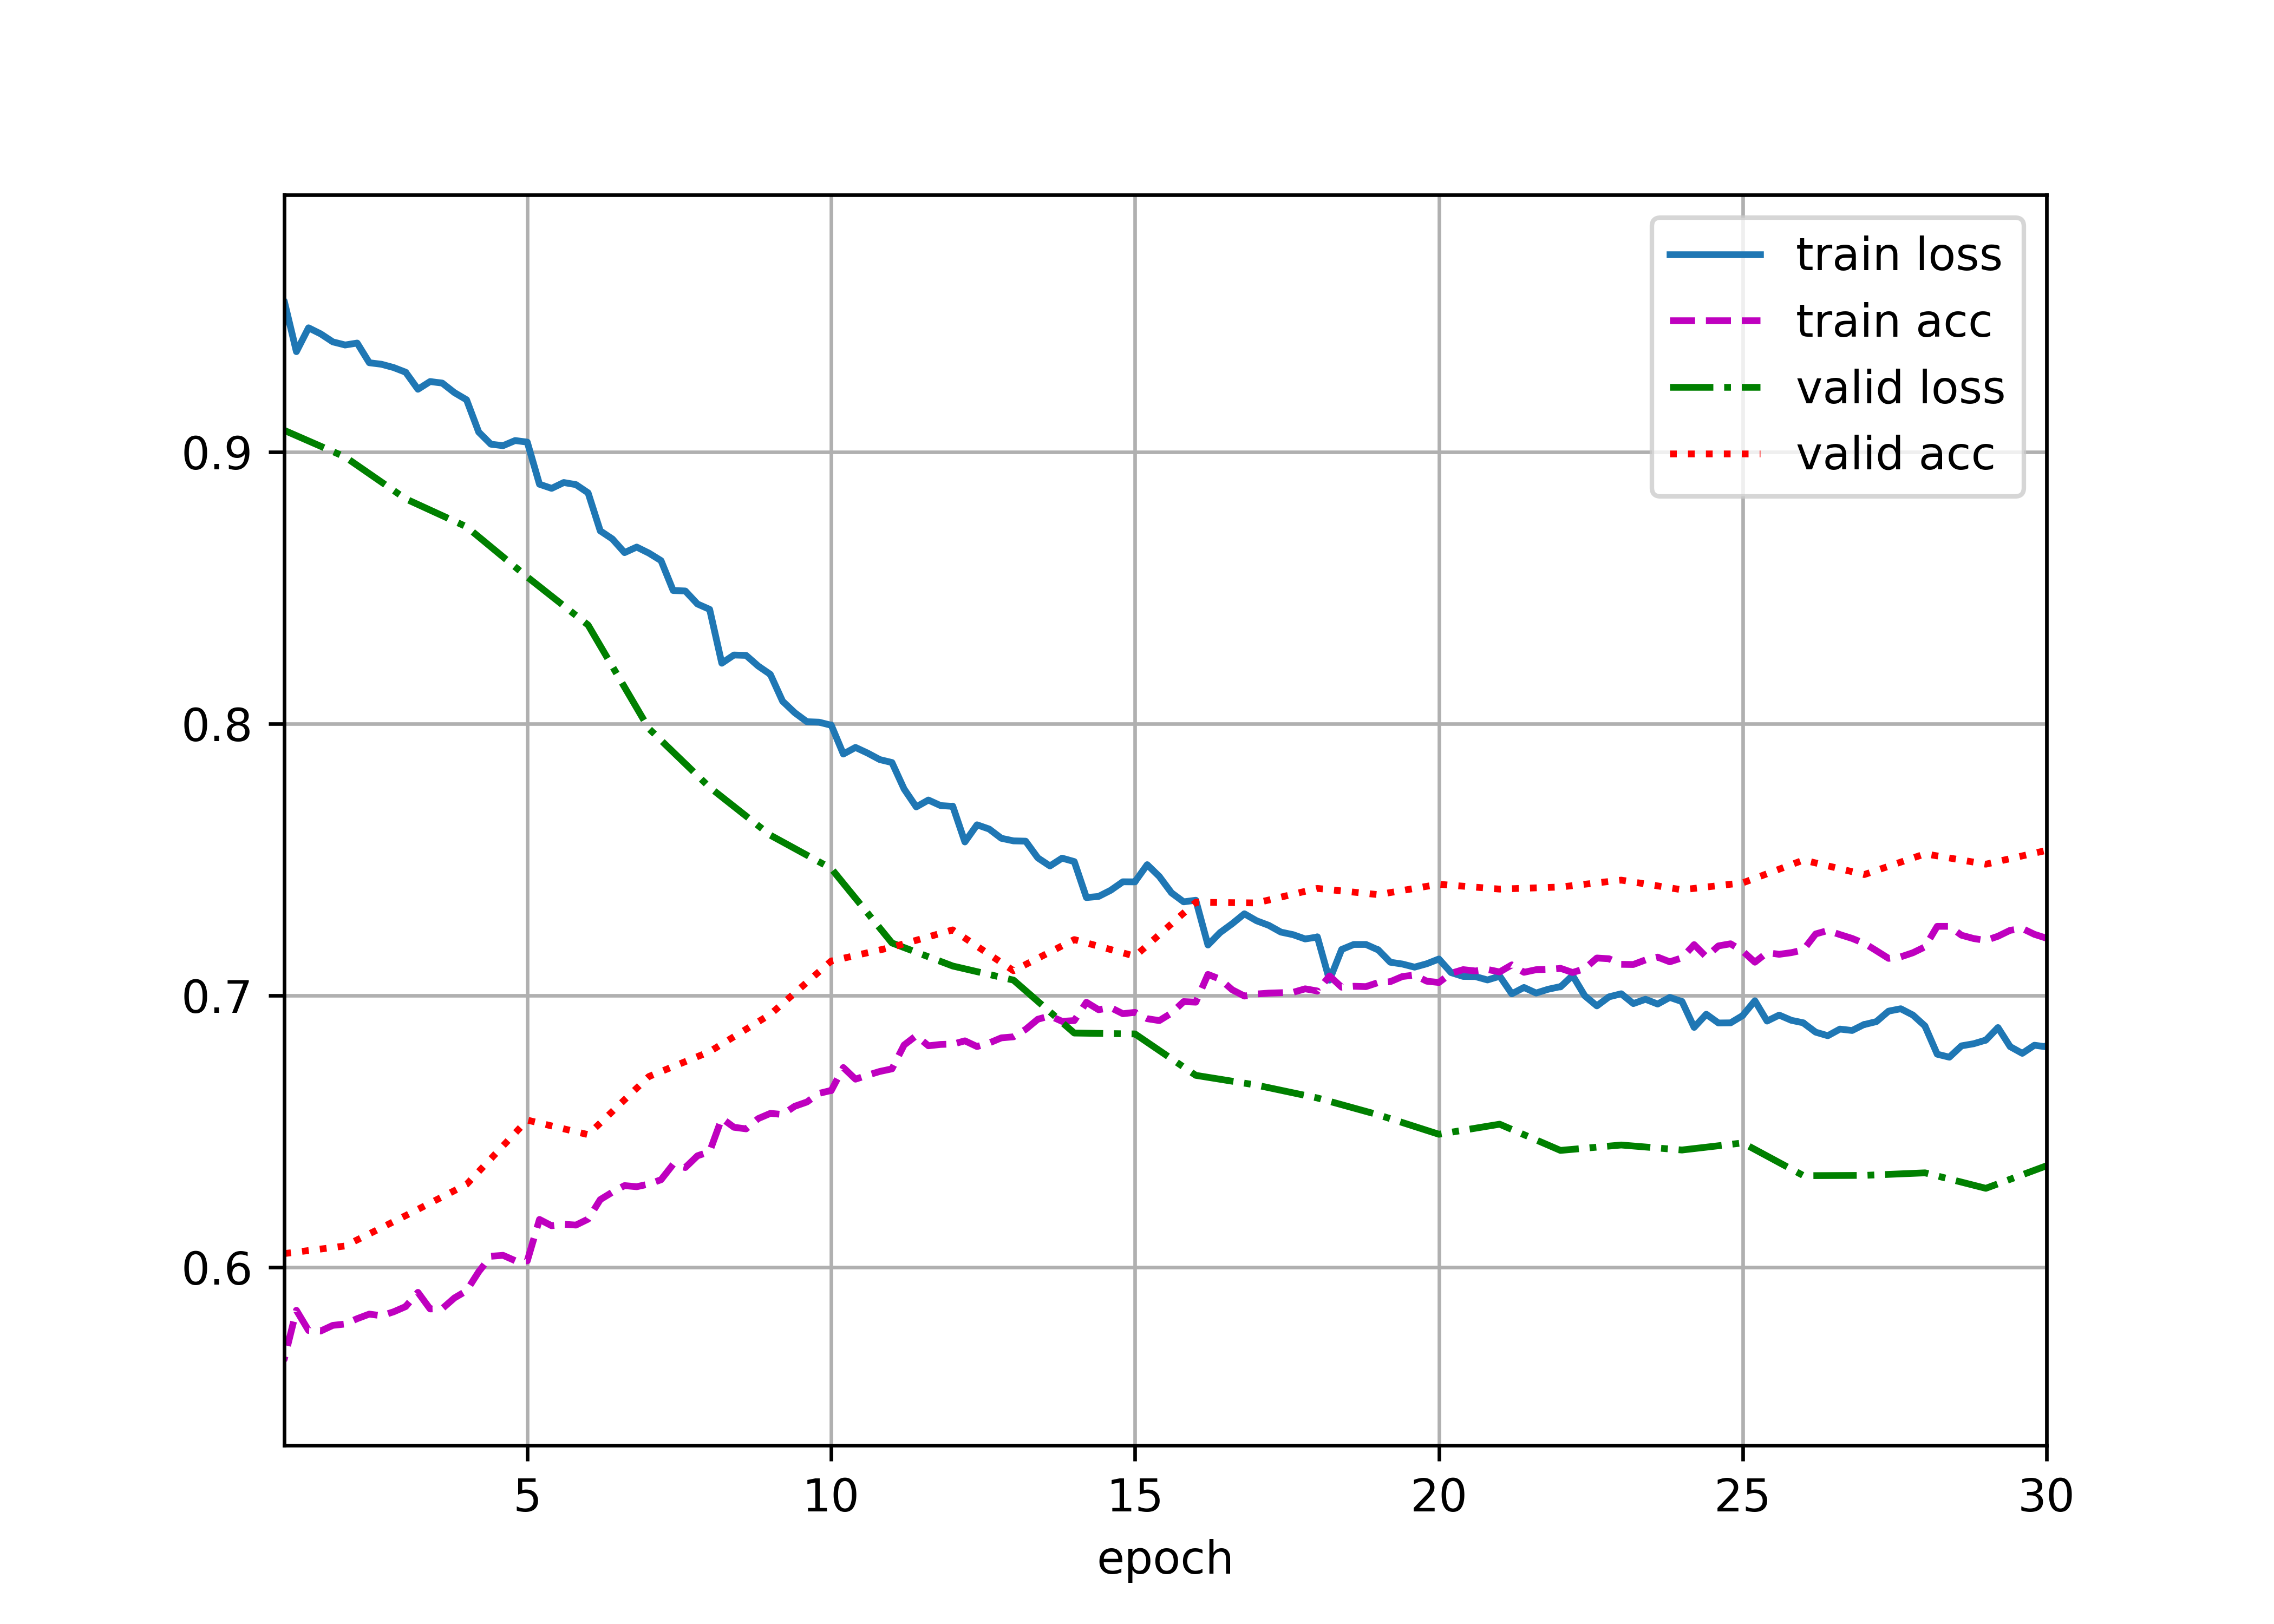 train loss
train acc
valid loss
valid acc
0.9
0.8
0.7
0.6
5 10 15 20 25 30
epoch